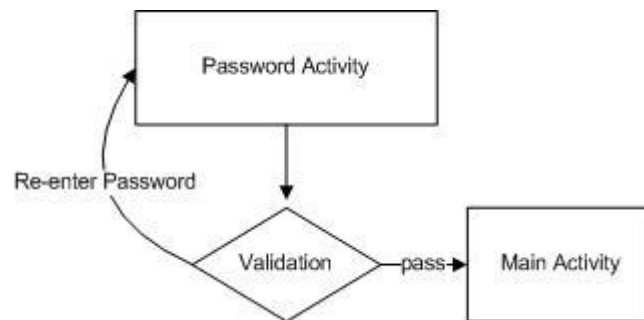 Password Activity
Re-enter Password
Validation
pass
Main Activity